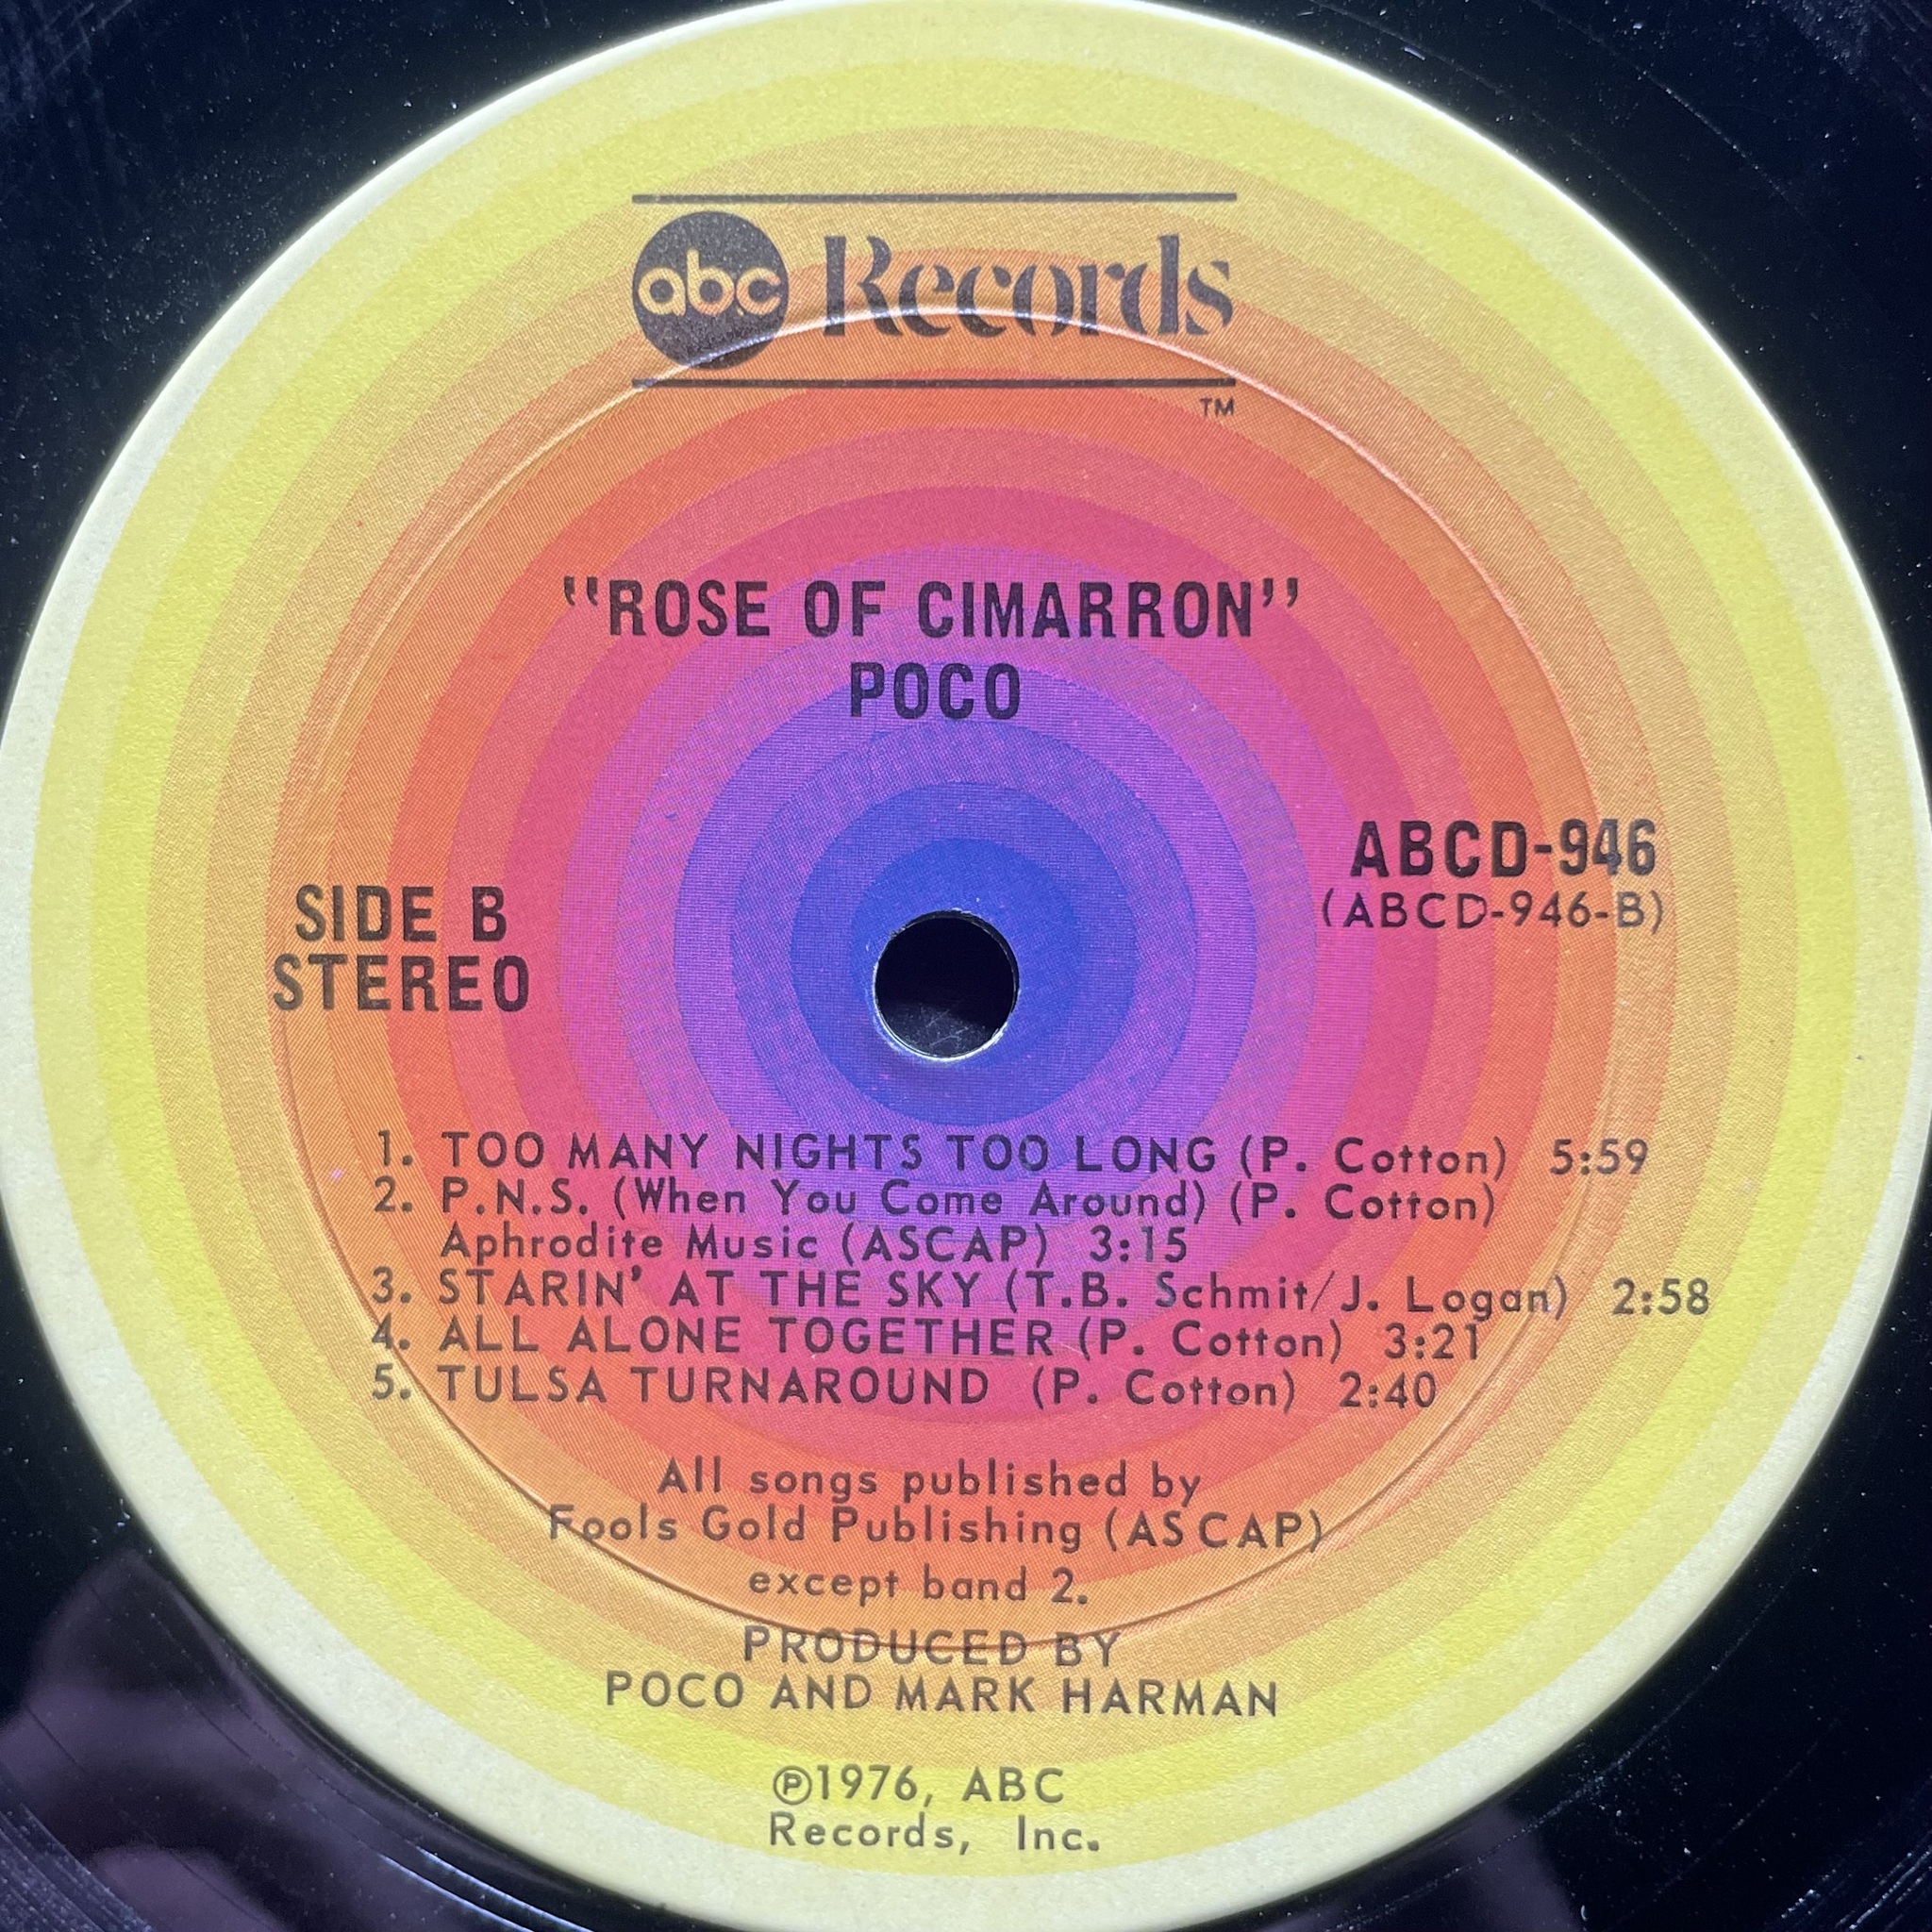 abc Records
TM
"ROSE OF CIMARRON"
POCO
ABCD-946
(ABCD-946-B)
SIDE B
STEREO
1. TOO MANY NIGHTS TOO LONG (P. Cotton) 5:59
2. P.N.S. (When You Come Around) (P. Cotton)
Aphrodite Music (ASCAP) 3:15
3. STARIN' AT THE SKY (T.B. Schmit/J. Logan) 2:58
4. ALL ALONE TOGETHER (P. Cotton) 3:21
5. TULSA TURNAROUND (P. Cotton) 2:40
All songs published by
Fools Gold Publishing (ASCAP)
except band 2.
PRODUCED BY
POCO AND MARK HARMAN
℗1976, ABC
Records, Inc.